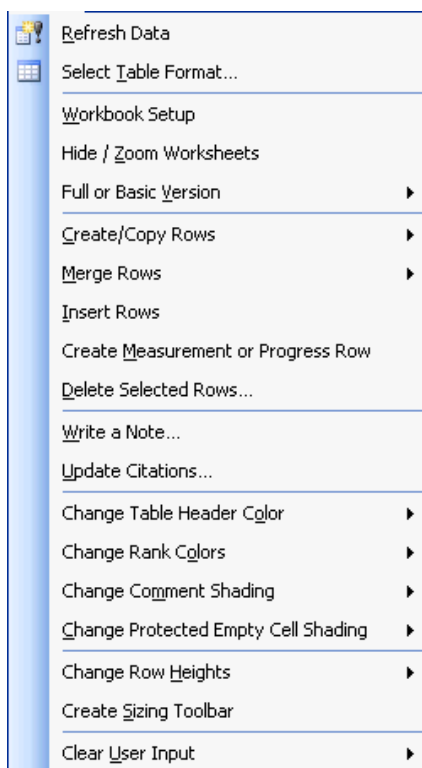 Refresh Data
Select Table Format...
Workbook Setup
Hide / Zoom Worksheets
Full or Basic Version
Create/Copy Rows
Merge Rows
Insert Rows
Create Measurement or Progress Row
Delete Selected Rows...
Write a Note...
Update Citations...
Change Table Header Color
Change Rank Colors
Change Comment Shading
Change Protected Empty Cell Shading
Change Row Heights
Create Sizing Toolbar
Clear User Input